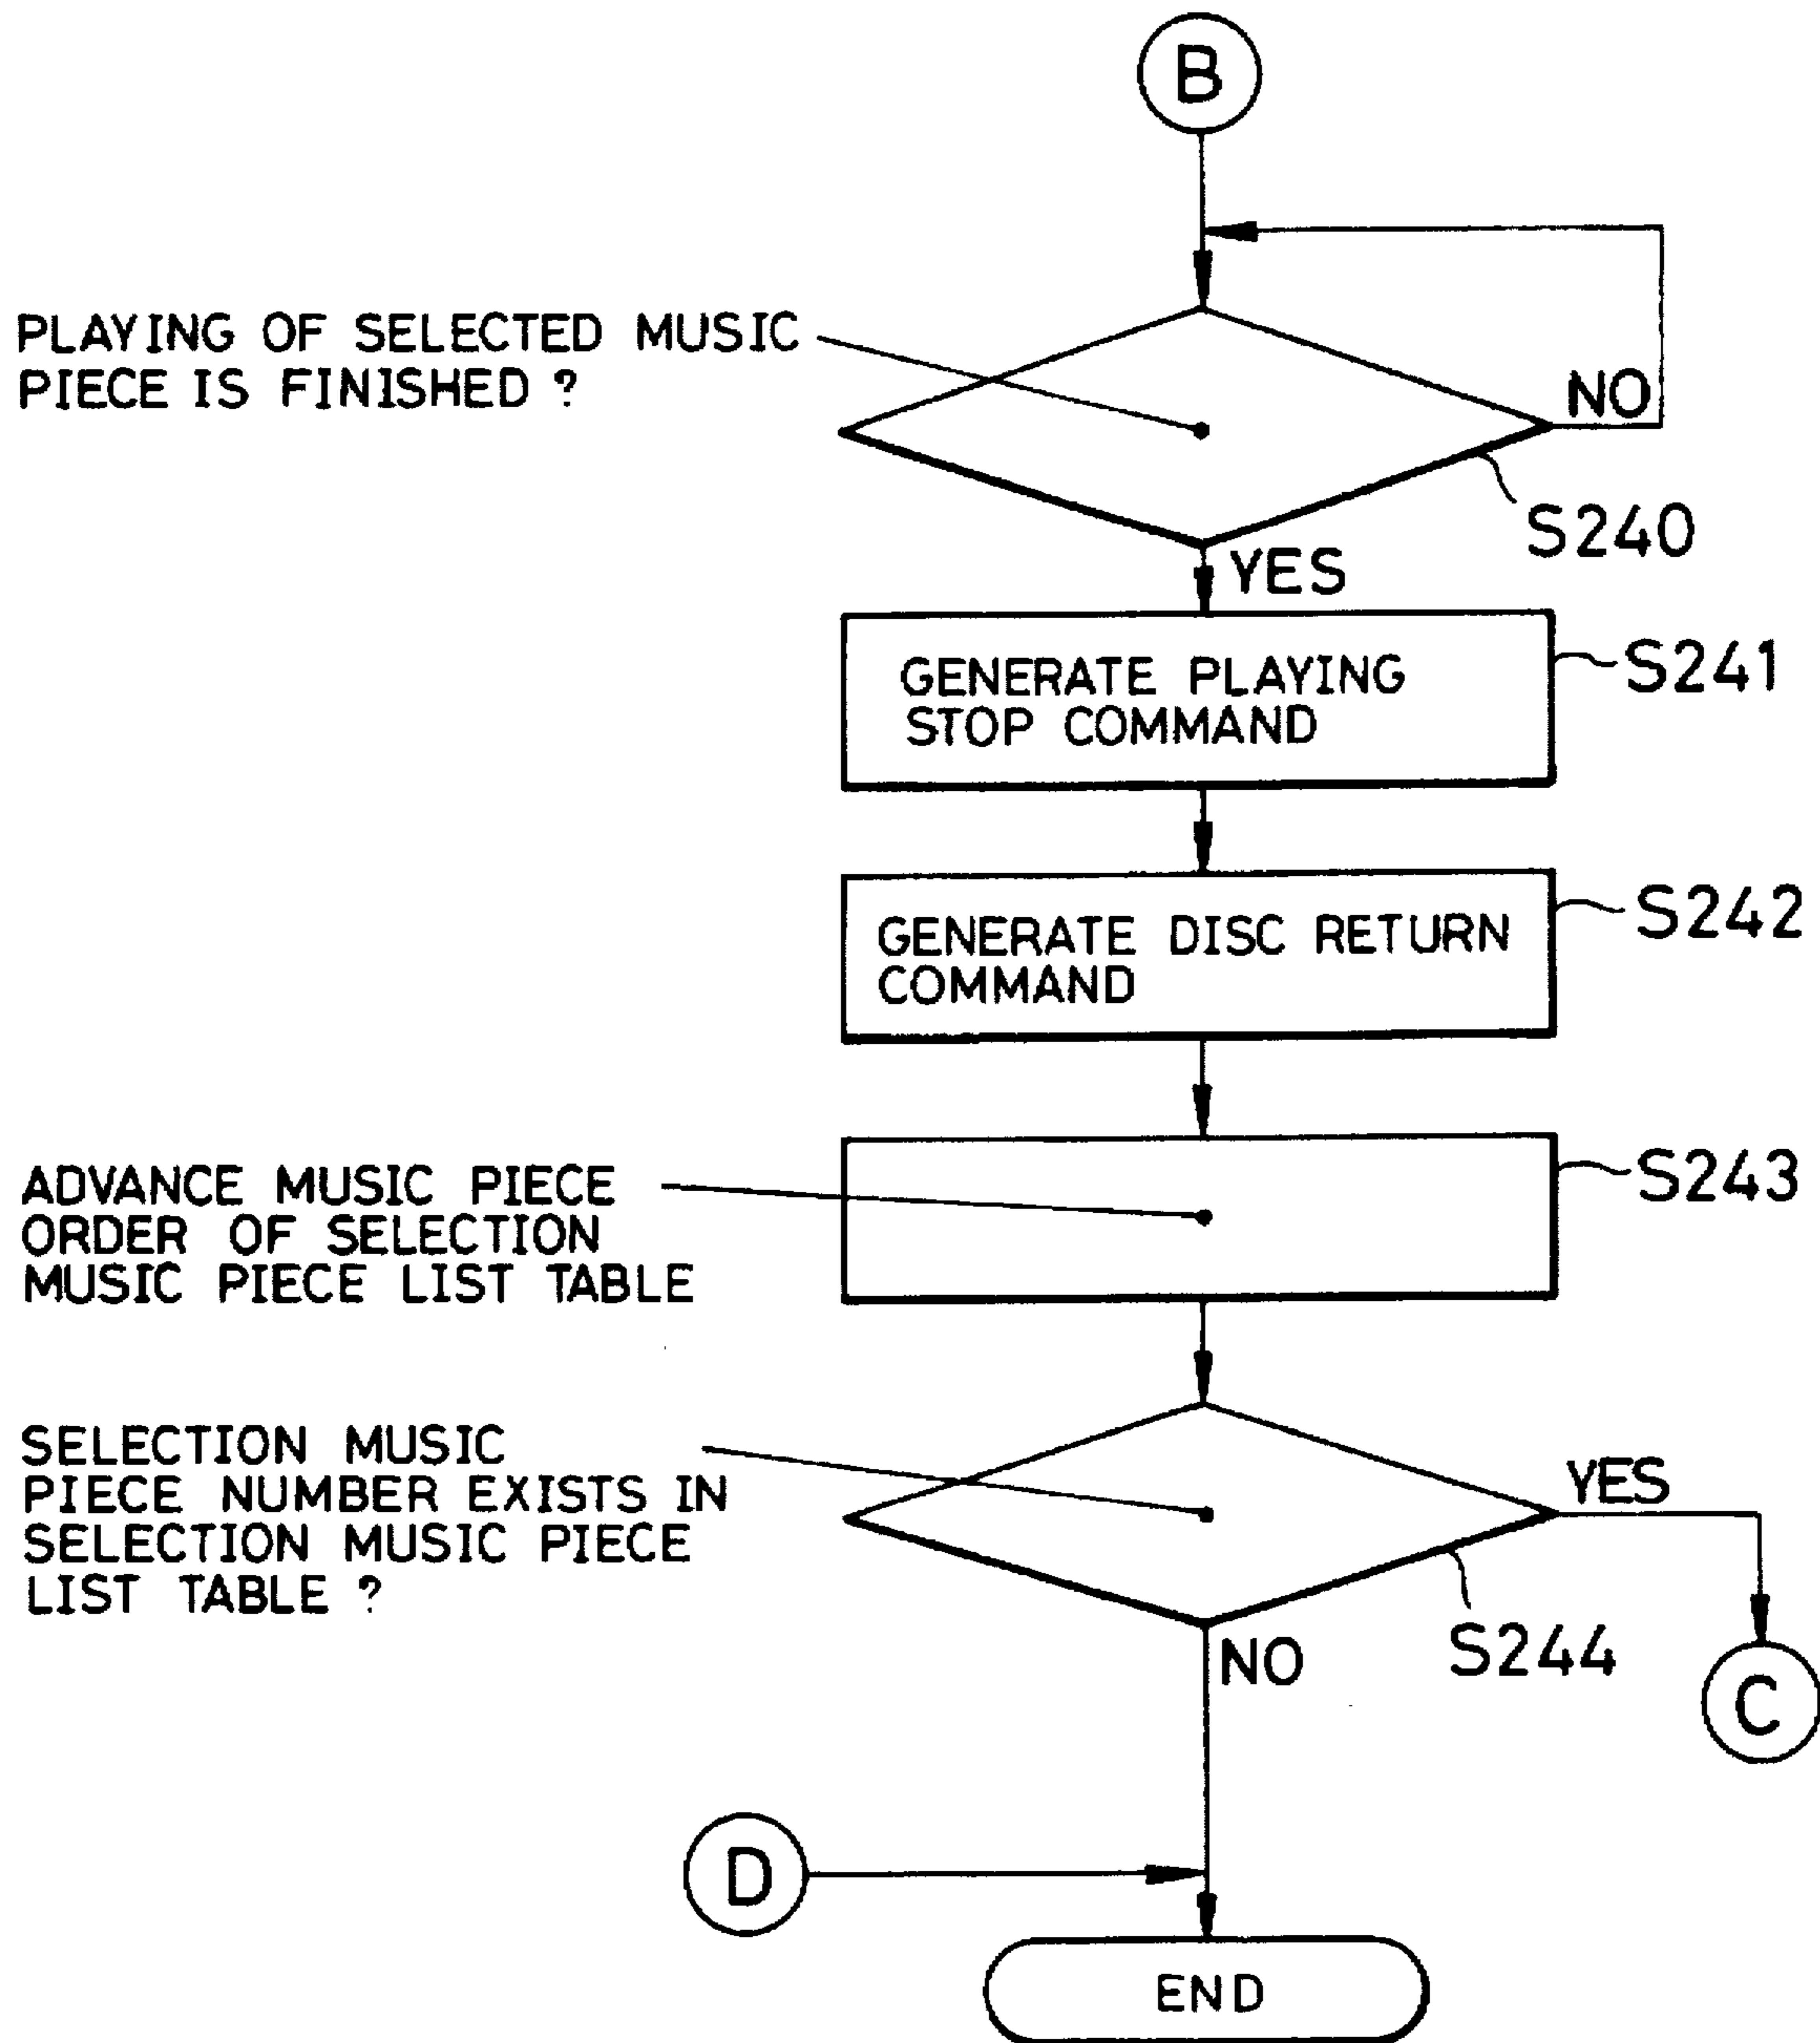 B
PLAYING OF SELECTED MUSIC
PIECE IS FINISHED ?
NO
S240
YES
GENERATE PLAYING
STOP COMMAND
S241
GENERATE DISC RETURN
COMMAND
S242
ADVANCE MUSIC PIECE
ORDER OF SELECTION
MUSIC PIECE LIST TABLE
S243
SELECTION MUSIC
PIECE NUMBER EXISTS IN
SELECTION MUSIC PIECE
LIST TABLE ?
YES
S244
NO
C
D
END